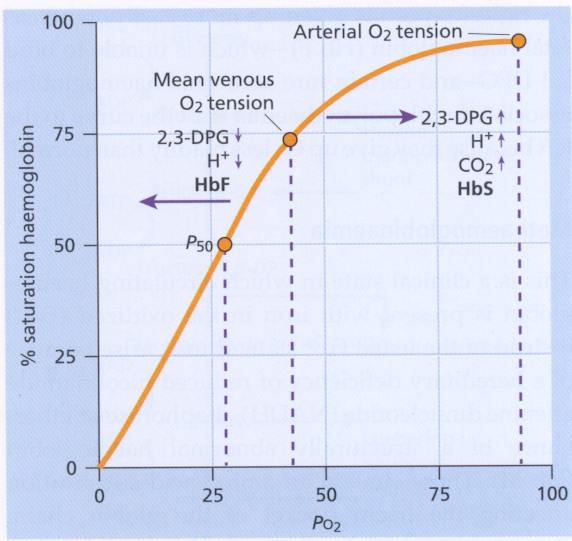 100
75
50
25
0
% saturation haemoglobin
Arterial O₂ tension
Mean venous
O₂ tension
2,3-DPG ↓
H⁺ ↓
HbF
2,3-DPG ↑
H⁺ ↑
CO₂ ↑
HbS
P₅₀
0 25 50 75 100
PO₂